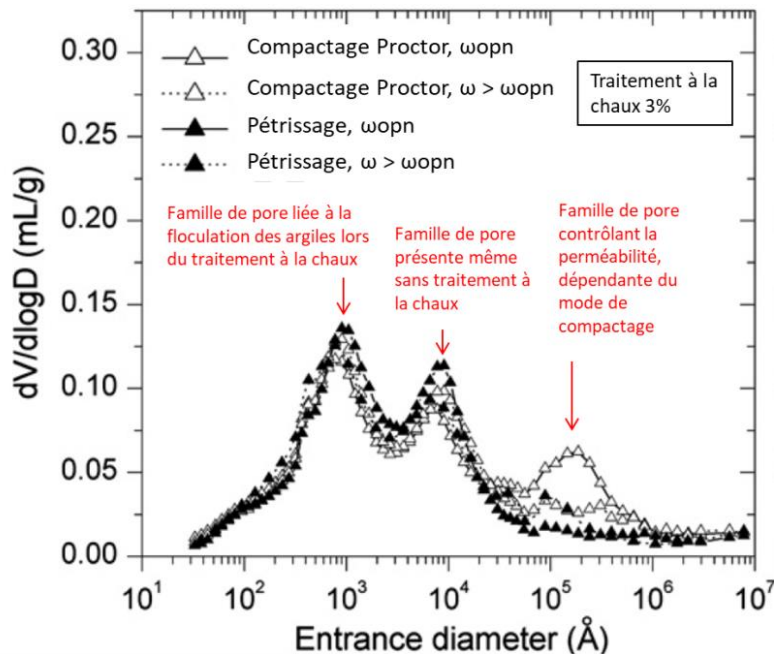 0.30
0.25
0.20
0.15
0.10
0.05
0.00
dV/dlogD (mL/g)
Compactage Proctor, ωopn
Compactage Proctor, ω > ωopn
Pétrissage, ωopn
Pétrissage, ω > ωopn
Traitement à la
chaux 3%
Famille de pore liée à la
floculation des argiles lors
du traitement à la chaux
Famille de pore
présente même
sans traitement à
la chaux
Famille de pore
contrôlant la
perméabilité,
dépendante du
mode de
compactage
10¹ 10² 10³ 10⁴ 10⁵ 10⁶ 10⁷
Entrance diameter (Å)